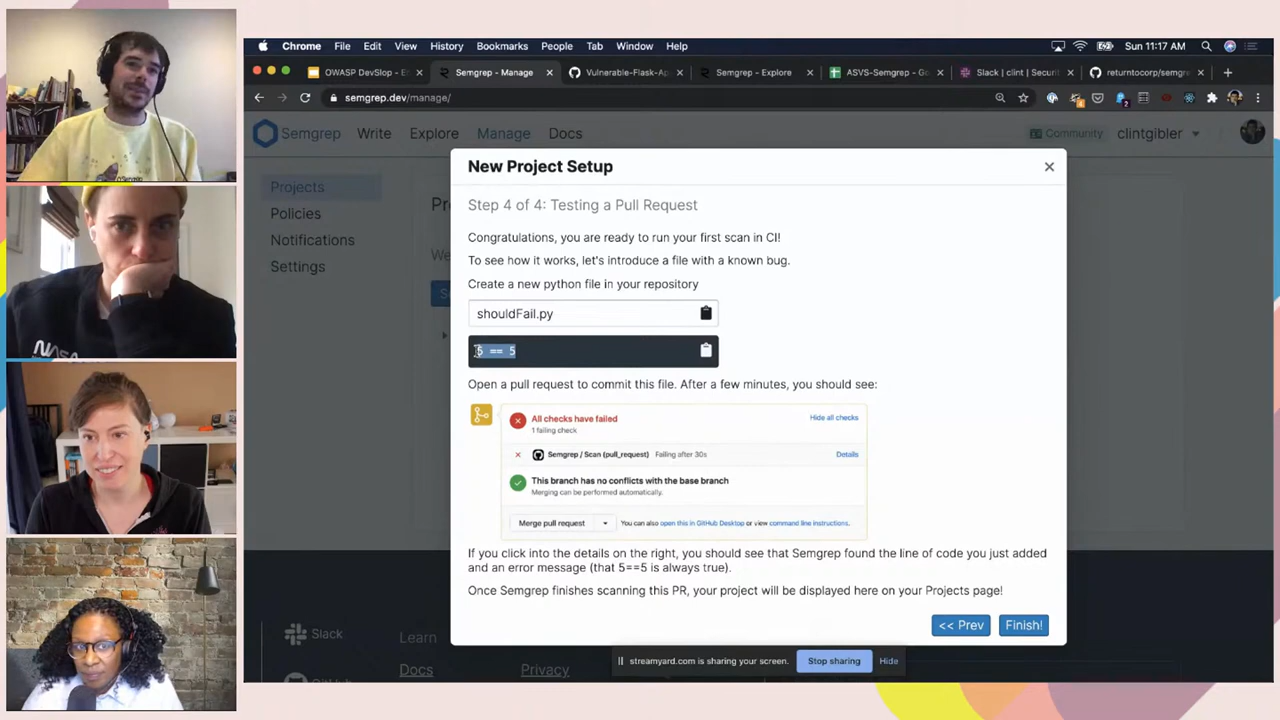 Chrome File Edit View History Bookmarks People Tab Window Help Sun 11:17 AM
OWASP DevSlop - E Semgrep - Manage Vulnerable-Flask-Ap Semgrep - Explore ASVS-Semgrep - Go Slack | clint | Securit returntocorp/semgre
semgrep.dev/manage/
Semgrep Write Explore Manage Docs Community clintgibler
Projects
Policies
Notifications
Settings
New Project Setup
Step 4 of 4: Testing a Pull Request
Congratulations, you are ready to run your first scan in CI!
To see how it works, let's introduce a file with a known bug.
Create a new python file in your repository
shouldFail.py
5 == 5
Open a pull request to commit this file. After a few minutes, you should see:
All checks have failed Hide all checks
1 failing check
Semgrep / Scan (pull_request) Failing after 30s Details
This branch has no conflicts with the base branch
Merging can be performed automatically.
Merge pull request You can also open this in GitHub Desktop or view command line instructions.
If you click into the details on the right, you should see that Semgrep found the line of code you just added
and an error message (that 5==5 is always true).
Once Semgrep finishes scanning this PR, your project will be displayed here on your Projects page!
<< Prev Finish!
Slack Learn
Docs Privacy
streamyard.com is sharing your screen. Stop sharing Hide